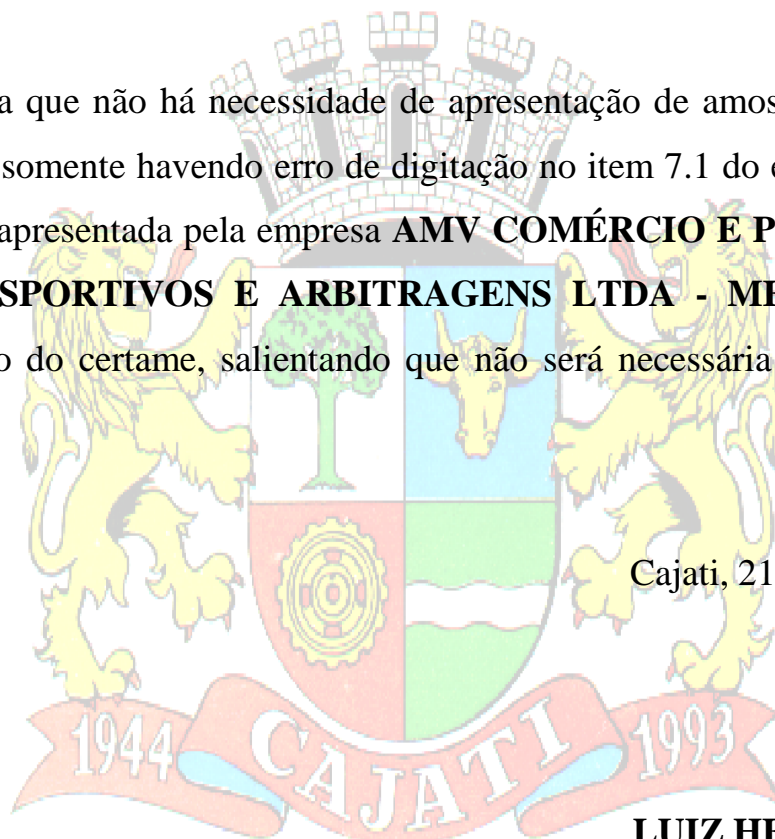 a que não há necessidade de apresentação de amos
somente havendo erro de digitação no item 7.1 do e
apresentada pela empresa AMV COMÉRCIO E P
SPORTIVOS E ARBITRAGENS LTDA - ME
o do certame, salientando que não será necessária
Cajati, 21
1944 CAJATI 1993
LUIZ HE